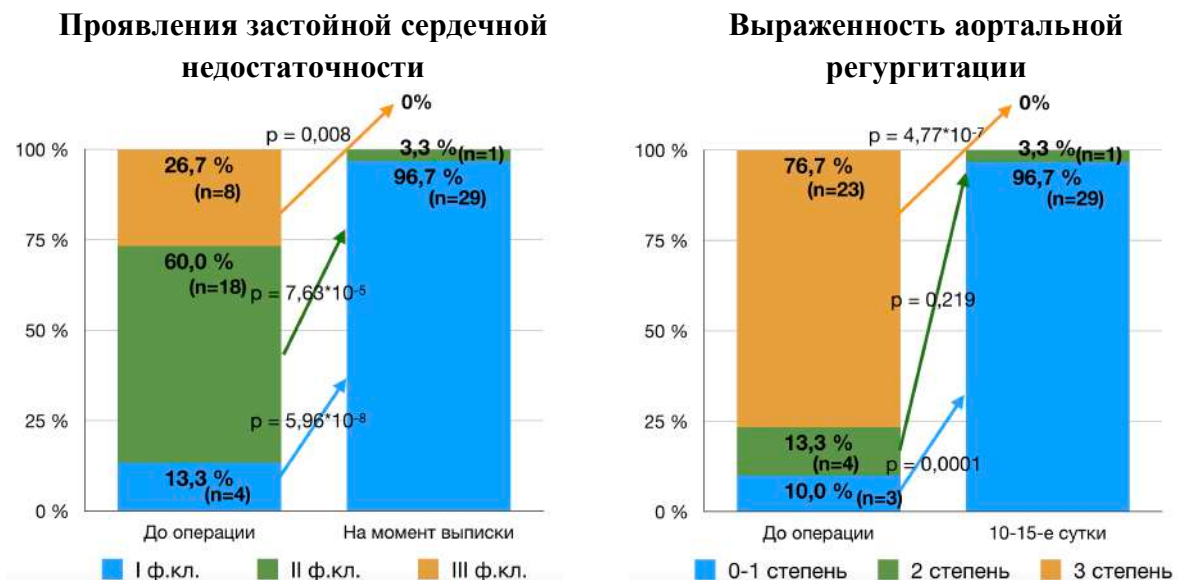 Проявления застойной сердечной
недостаточности
0%
p = 0,008
100 %
26,7 %
(n=8)
3,3 %(n=1)
96,7 %
(n=29)
75 %
60,0 %
(n=18)
p = 7,63*10-5
50 %
25 %
p = 5,96*10-8
13,3 %
(n=4)
0 %
До операции
На момент выписки
I ф.кл.
II ф.кл.
III ф.кл.
Выраженность аортальной
регургитации
0%
p = 4,77*10-7
100 %
76,7 %
(n=23)
3,3 %(n=1)
96,7 %
(n=29)
75 %
p = 0,219
50 %
25 %
13,3 %
(n=4)
p = 0,0001
10,0 % (n=3)
0 %
До операции
10-15-е сутки
0-1 степень
2 степень
3 степень